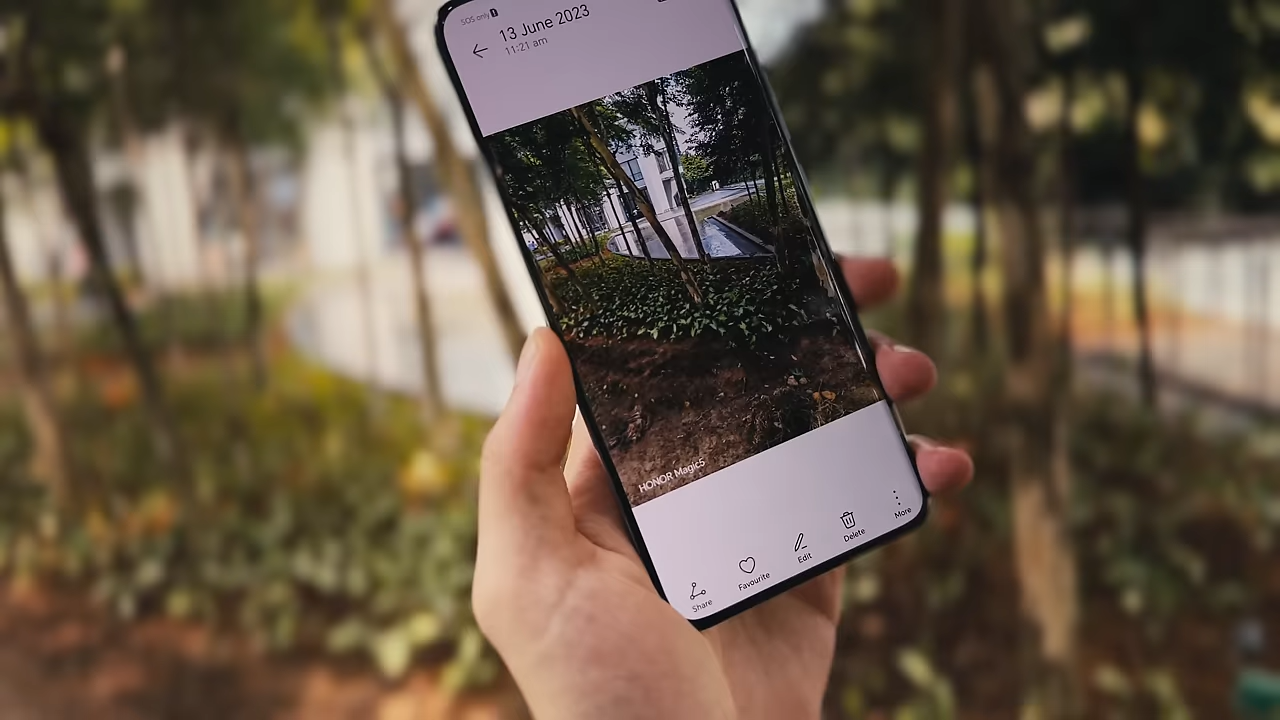 SOS only
13 June 2023
11:21 am
HONOR Magic5
Share
Favourite
Edit
Delete
More